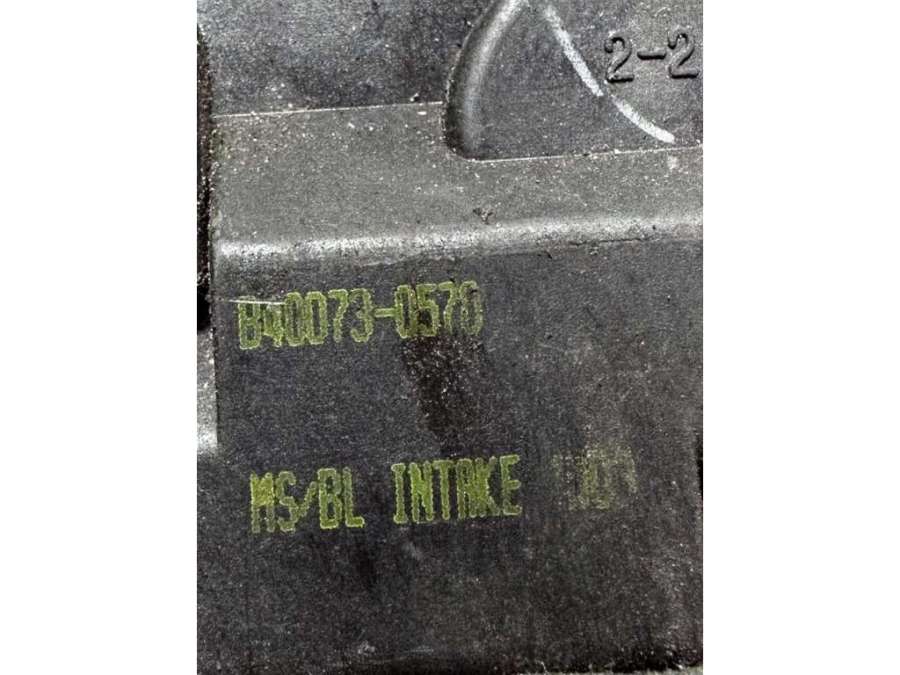 2-2
B40073-0570
MS/BL INTAKE